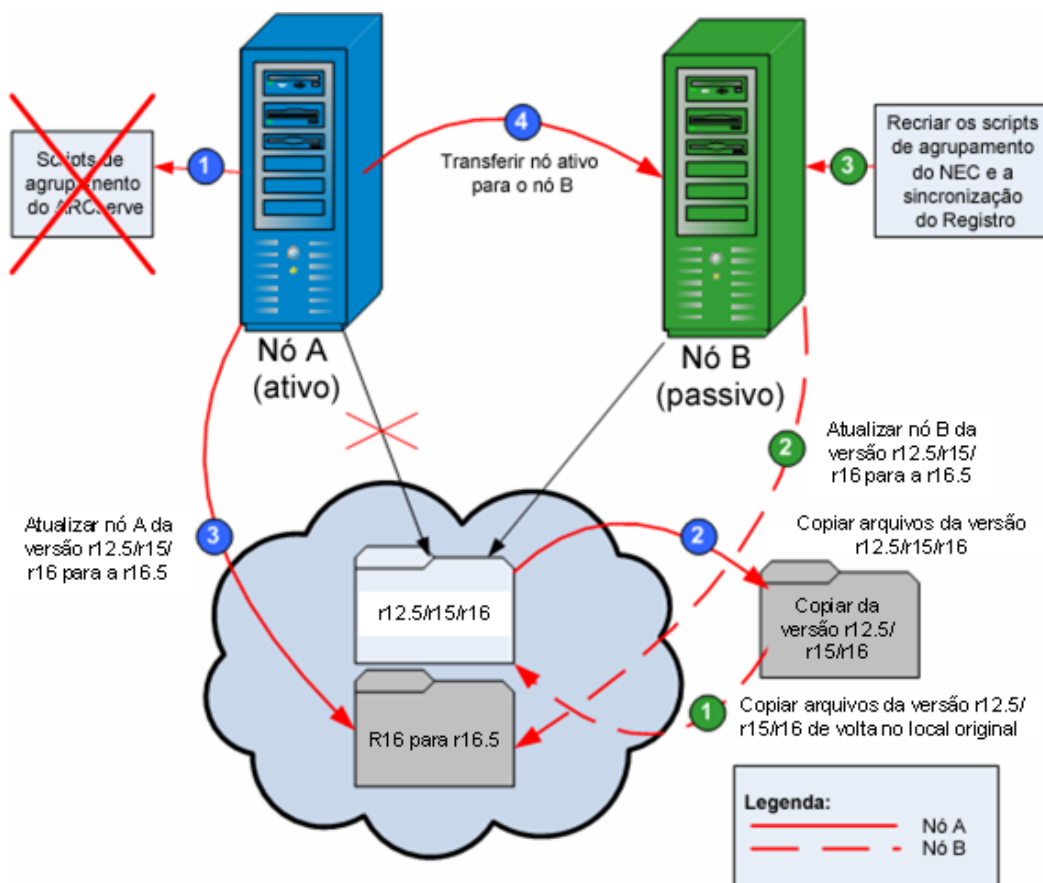 Scripts de
agrupamento
do ARCserve
1
4
Transferir nó ativo
para o nó B
3
Recriar os scripts
de agrupamento
do NEC e a
sincronização
do Registro
Nó A
(ativo)
Nó B
(passivo)
2
Atualizar nó B da
versão r12.5/r15/
r16 para a r16.5
Atualizar nó A da
versão r12.5/r15/
r16 para a r16.5
3
2
Copiar arquivos da versão
r12.5/r15/r16
r12.5/r15/r16
Copiar da
versão r12.5/
r15/r16
R16 para r16.5
1
Copiar arquivos da versão r12.5/
r15/r16 de volta no local original
Legenda:
Nó A
Nó B